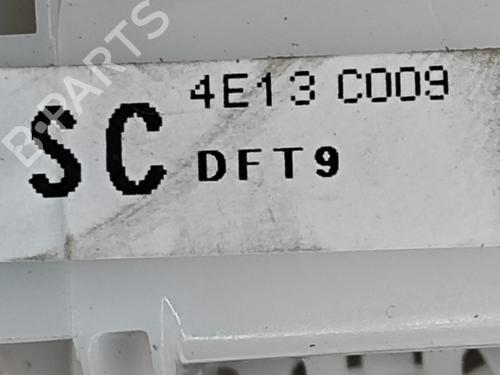 B-PARTS
SC
4E13 C009
DFT9